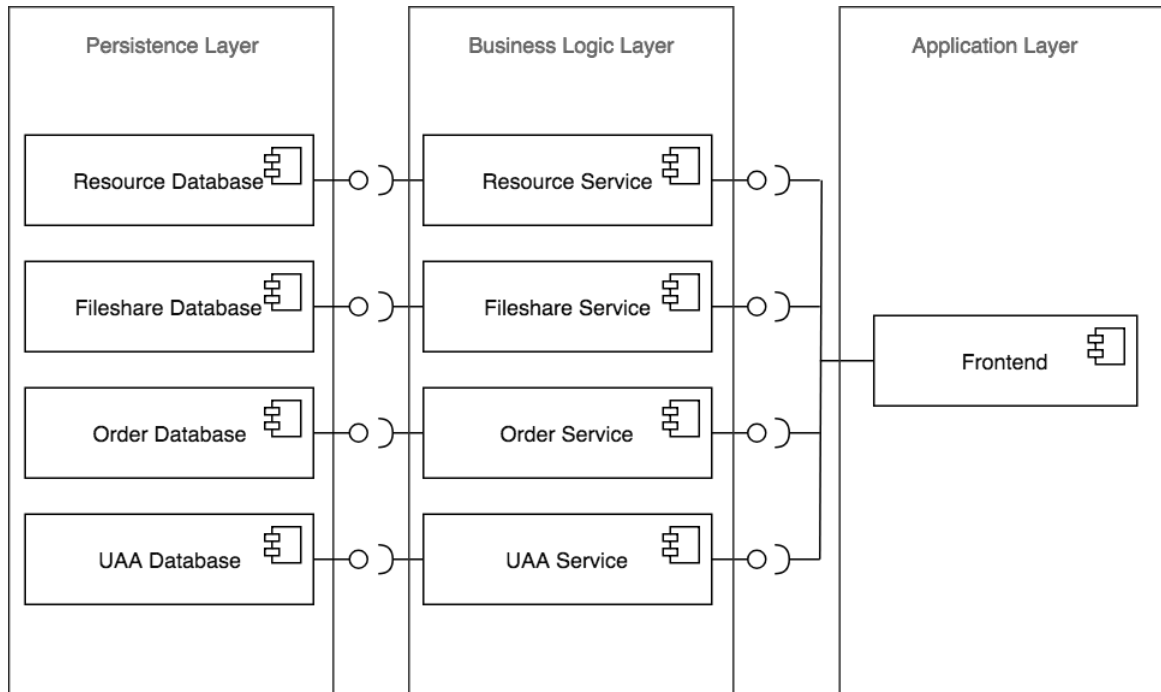 Persistence Layer
Business Logic Layer
Application Layer
Resource Database
Resource Service
Fileshare Database
Fileshare Service
Frontend
Order Database
Order Service
UAA Database
UAA Service